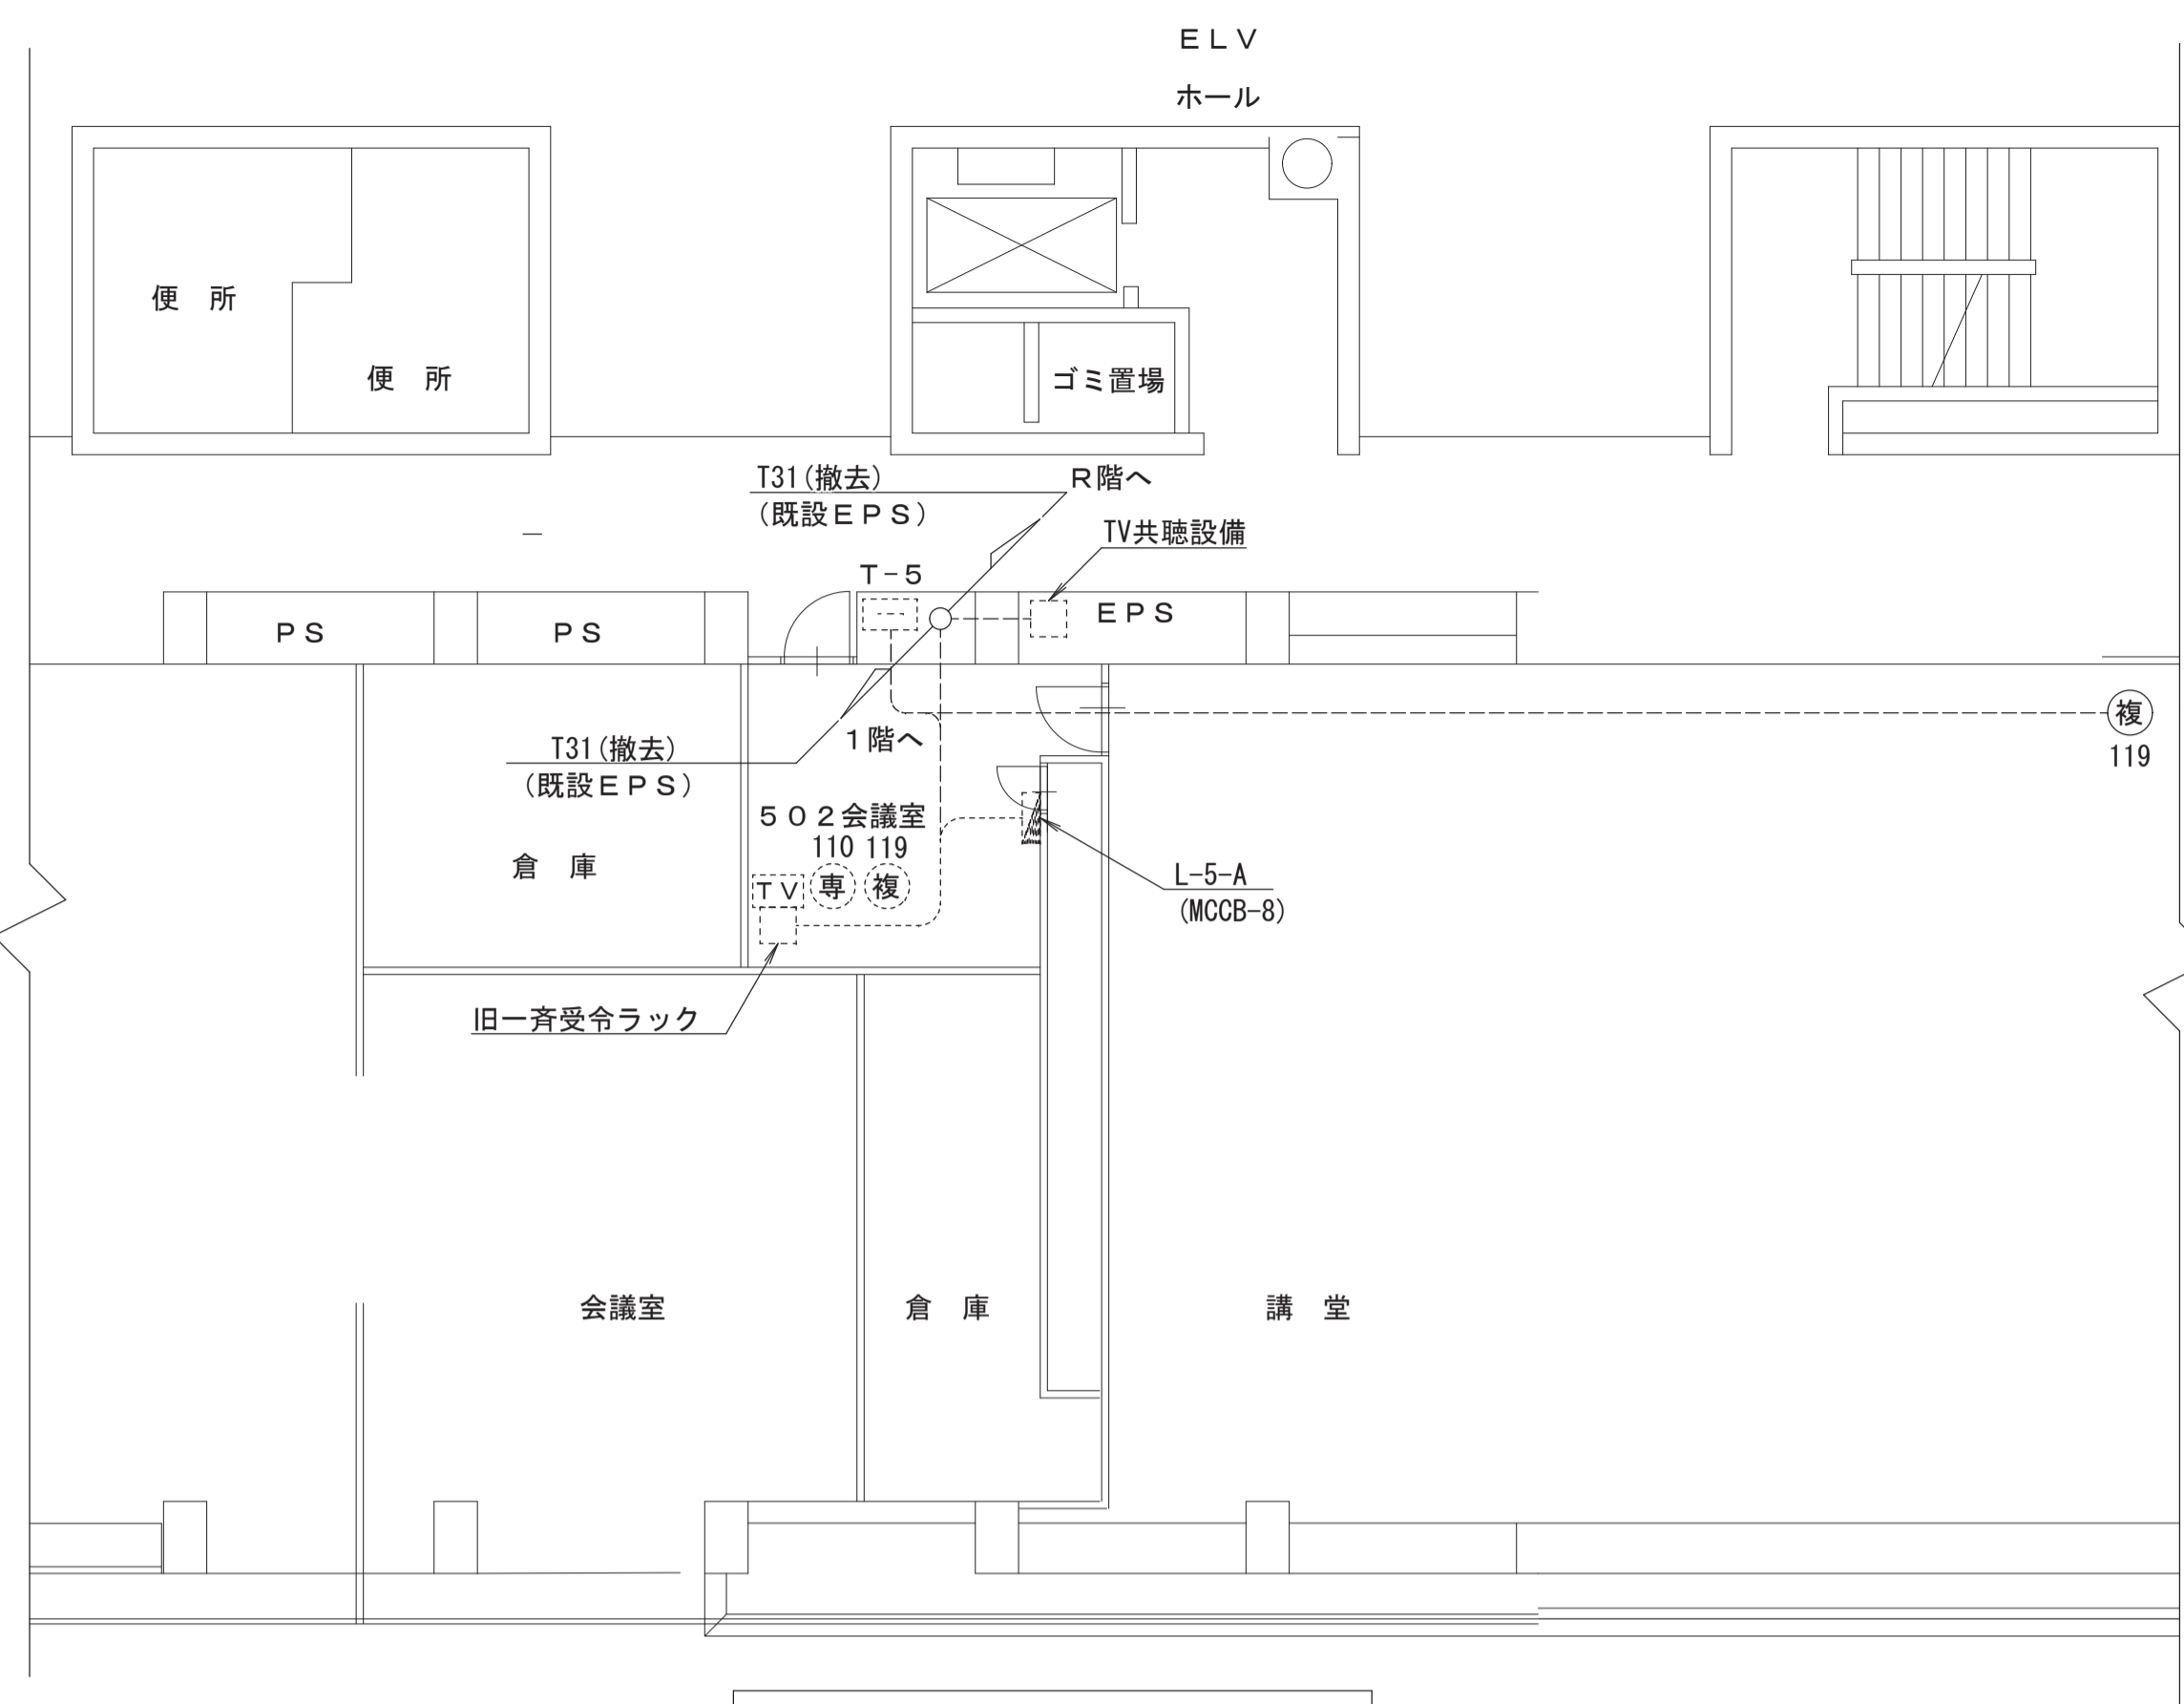 ＥＬＶ
ホール
便　所
便　所
ゴミ置場
T31(撤去)
(既設ＥＰＳ)
Ｒ階へ
TV共聴設備
Ｔ－５
ＰＳ
ＰＳ
ＥＰＳ
複
119
１階へ
T31(撤去)
(既設ＥＰＳ)
５０２会議室
110 119
倉　庫
ＴＶ
専
複
L-5-A
(MCCB-8)
旧一斉受令ラック
会議室
倉　庫
講　堂